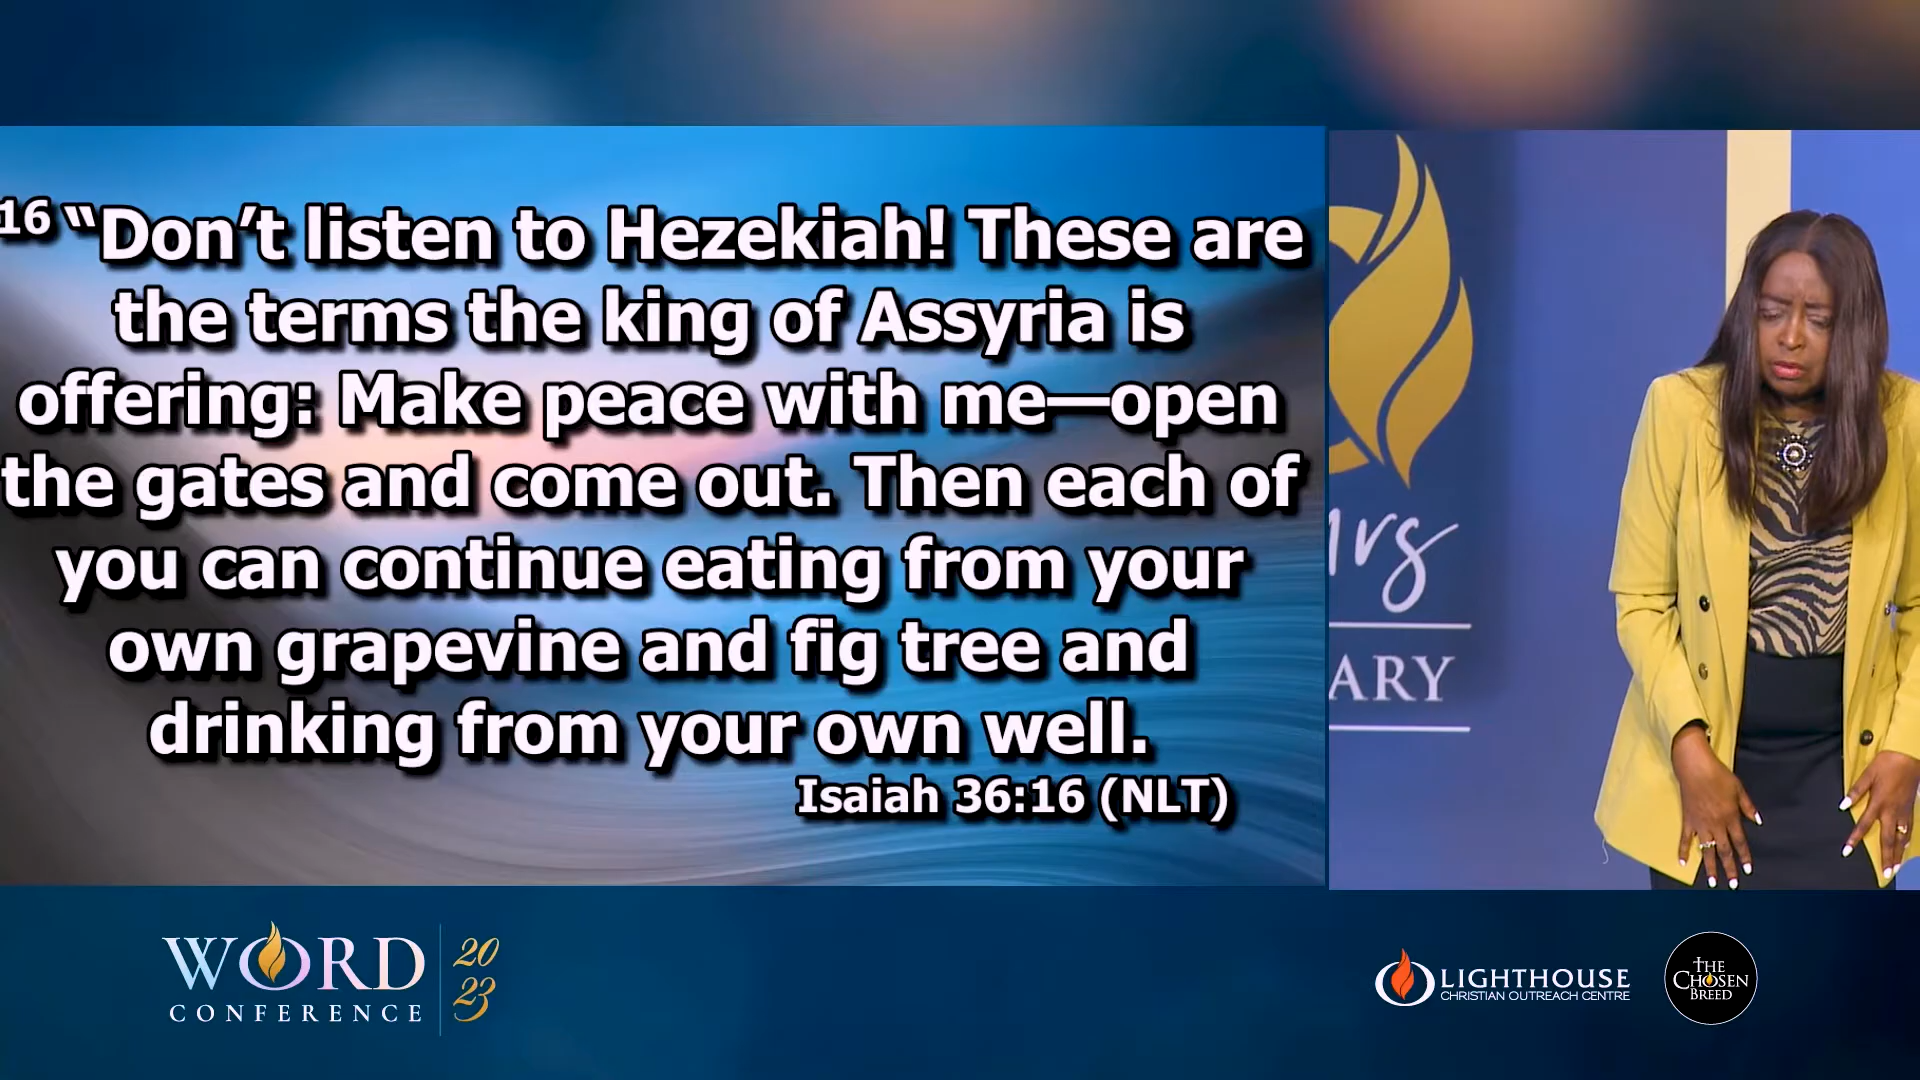 16 “Don’t listen to Hezekiah! These are
the terms the king of Assyria is
offering: Make peace with me—open
the gates and come out. Then each of
you can continue eating from your
own grapevine and fig tree and
drinking from your own well.
Isaiah 36:16 (NLT)
rs
ARY
WORD
CONFERENCE
20
23
LIGHTHOUSE
CHRISTIAN OUTREACH CENTRE
THE
CHOSEN
BREED